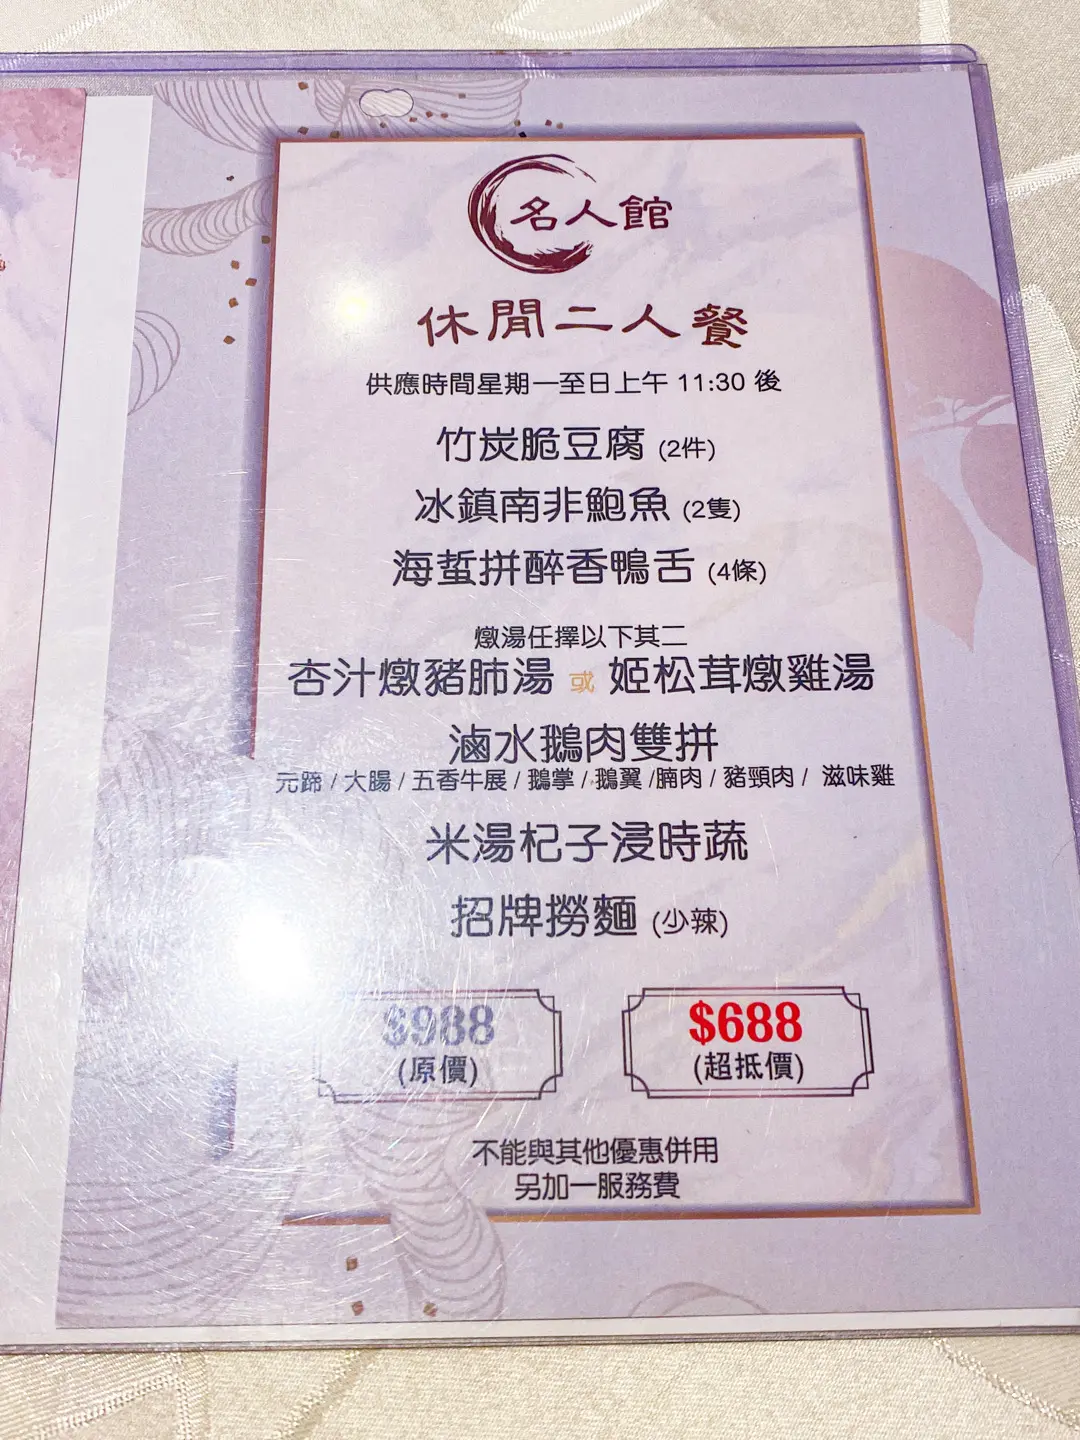 名人館
休閒二人餐
供應時間星期一至日上午 11:30 後
竹炭脆豆腐 (2件)
冰鎮南非鮑魚 (2隻)
海蜇拼醉香鴨舌 (4條)
燉湯任擇以下其二
杏汁燉豬肺湯 或 姬松茸燉雞湯
滷水鵝肉雙拼
元蹄 / 大腸 / 五香牛展 / 鵝掌 / 鵝翼 /腩肉 / 豬頸肉 / 滋味雞
米湯杞子浸時蔬
招牌撈麵 (少辣)
$988
(原價)
$688
(超抵價)
不能與其他優惠併用
另加一服務費